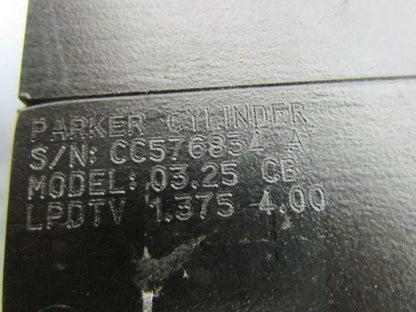 PARKER CYLINDER
S/N: CC576834 A
MODEL: 03.25 CB
LPDTV 1.375 4.00